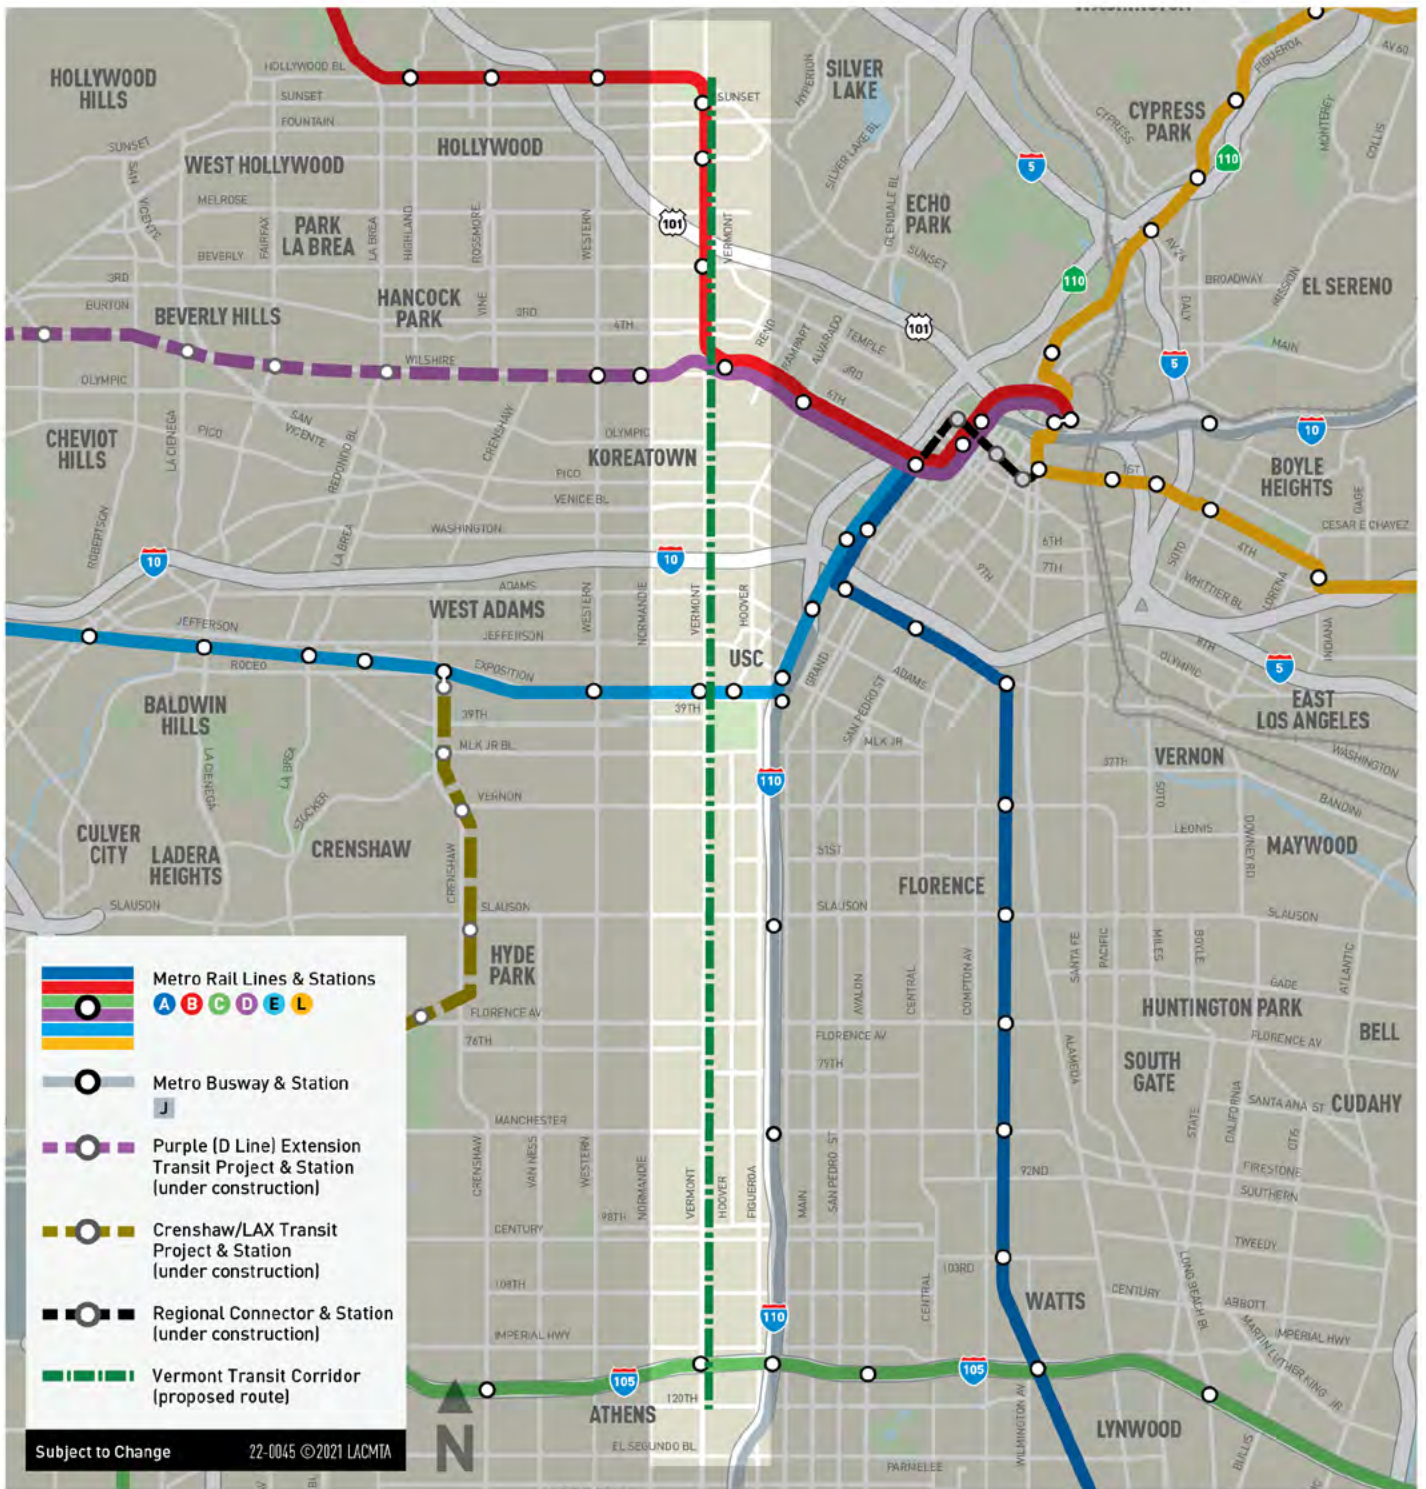 WASHINGTON
HOLLYWOOD
HILLS
HOLLYWOOD BL
SUNSET
FOUNTAIN
SUNSET
SAN
VICENTE
WEST HOLLYWOOD
HOLLYWOOD
MELROSE
PARK
LA BREA
BEVERLY
FAIRFAX
LA BREA
HIGHLAND
ROSSMORE
WESTERN
VERMONT
101
SUNSET
HYPERION
SILVER
LAKE
SILVER LAKE BL
GLENDALE BL
ECHO
PARK
SUNSET
5
CYPRESS
CYPRESS
PARK
110
FIGUEROA
AV 60
MONTEREY
COLLIS
AV 26
BROADWAY
MISSION
EL SERENO
DALY
MAIN
110
5
101
3RD
BURTON
BEVERLY HILLS
HANCOCK
PARK
VINE
3RD
4TH
WILSHIRE
OLYMPIC
RENO
RAMPART
ALVARADO
TEMPLE
3RD
6TH
CHEVIOT
HILLS
LA CIENEGA
PICO
SAN
VICENTE
REDONDO BL
CRENSHAW
OLYMPIC
KOREATOWN
PICO
VENICE BL
WASHINGTON
ROBERTSON
LA BREA
10
10
10
BOYLE
HEIGHTS
GAGE
CESAR E CHAVEZ
1ST
4TH
6TH
7TH
9TH
SOTO
WHITTIER BL
LORENA
INDIANA
8TH
OLYMPIC
5
EAST
LOS ANGELES
WASHINGTON
BANDINI
ADAMS
WEST ADAMS
JEFFERSON
JEFFERSON
RODEO
EXPOSITION
WESTERN
NORMANDIE
VERMONT
HOOVER
USC
GRAND
ADAMS
SAN PEDRO ST
MLK JR
39TH
39TH
MLK JR BL
BALDWIN
HILLS
LA CIENEGA
LA BREA
STOCKER
VERNON
110
37TH
VERNON
SOTO
LEONIS
DOWNEY RD
MAYWOOD
CULVER
CITY
LADERA
HEIGHTS
CRENSHAW
CRENSHAW
51ST
FLORENCE
SLAUSON
SLAUSON
SLAUSON
SLAUSON
HYDE
PARK
FLORENCE AV
76TH
AVALON
CENTRAL
COMPTON AV
SANTA FE
PACIFIC
MILES
BOYLE
ATLANTIC
GAGE
HUNTINGTON PARK
FLORENCE AV
BELL
FLORENCE AV
79TH
ALAMEDA
SOUTH
GATE
STATE
CALIFORNIA
SANTA ANA ST
CUDAHY
OTIS
FIRESTONE
SOUTHERN
MANCHESTER
CRENSHAW
VAN NESS
WESTERN
NORMANDIE
VERMONT
HOOVER
FIGUEROA
MAIN
SAN PEDRO ST
92ND
98TH
CENTURY
108TH
IMPERIAL HWY
110
CENTRAL
103RD
WATTS
CENTURY
LONG BEACH BL
TWEEDY
ABBOTT
IMPERIAL HWY
MARTIN LUTHER KING JR
105
105
120TH
ATHENS
EL SEGUNDO BL
WILMINGTON AV
PARMELEE
LYNWOOD
BULLIS
N
Metro Rail Lines & Stations
A B C D E L
Metro Busway & Station
J
Purple (D Line) Extension
Transit Project & Station
(under construction)
Crenshaw/LAX Transit
Project & Station
(under construction)
Regional Connector & Station
(under construction)
Vermont Transit Corridor
(proposed route)
Subject to Change 22-0045 ©2021 LACMTA